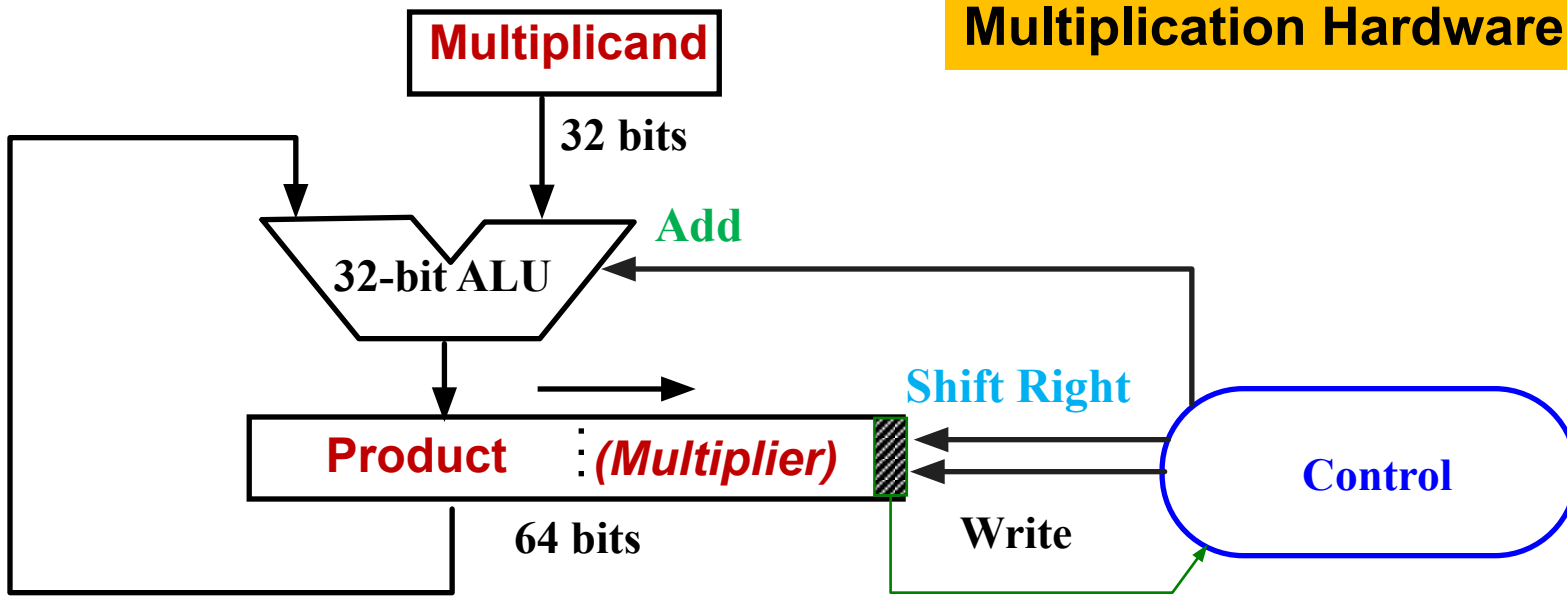 Multiplication Hardware
Multiplicand
32 bits
Add
32-bit ALU
Shift Right
Product
(Multiplier)
Control
64 bits
Write